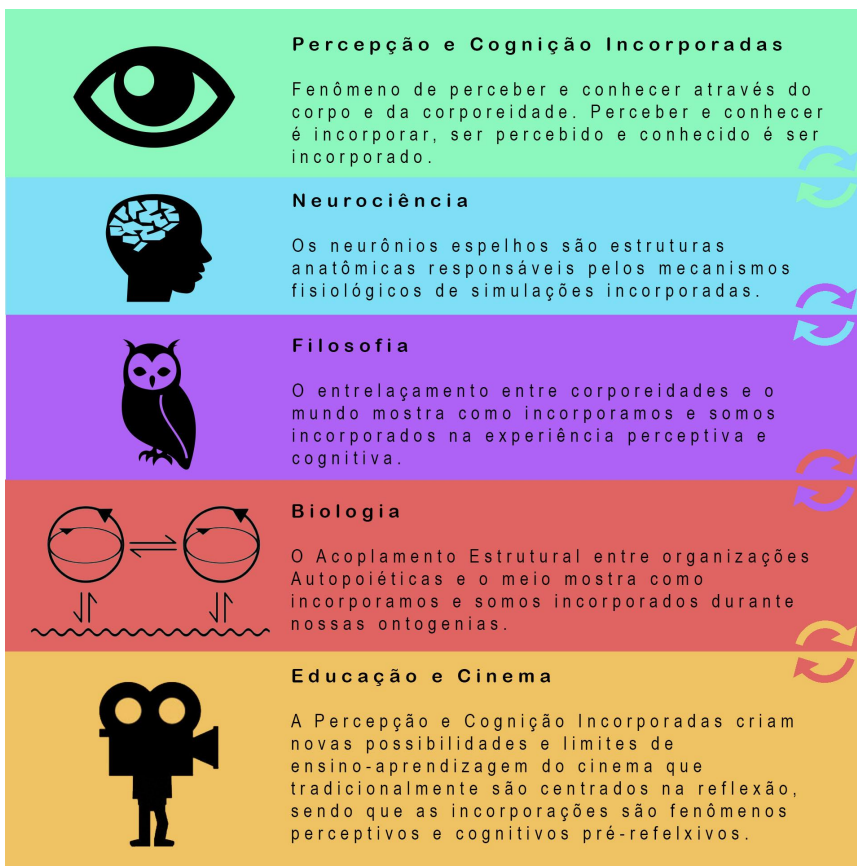 Percepção e Cognição Incorporadas
Fenômeno de perceber e conhecer através do
corpo e da corporeidade. Perceber e conhecer
é incorporar, ser percebido e conhecido é ser
incorporado.
Neurociência
Os neurônios espelhos são estruturas
anatômicas responsáveis pelos mecanismos
fisiológicos de simulações incorporadas.
Filosofia
O entrelaçamento entre corporeidades e o
mundo mostra como incorporamos e somos
incorporados na experiência perceptiva e
cognitiva.
Biologia
O Acoplamento Estrutural entre organizações
Autopoiéticas e o meio mostra como
incorporamos e somos incorporados durante
nossas ontogenias.
Educação e Cinema
A Percepção e Cognição Incorporadas criam
novas possibilidades e limites de
ensino-aprendizagem do cinema que
tradicionalmente são centrados na reflexão,
sendo que as incorporações são fenômenos
perceptivos e cognitivos pré-refelxivos.